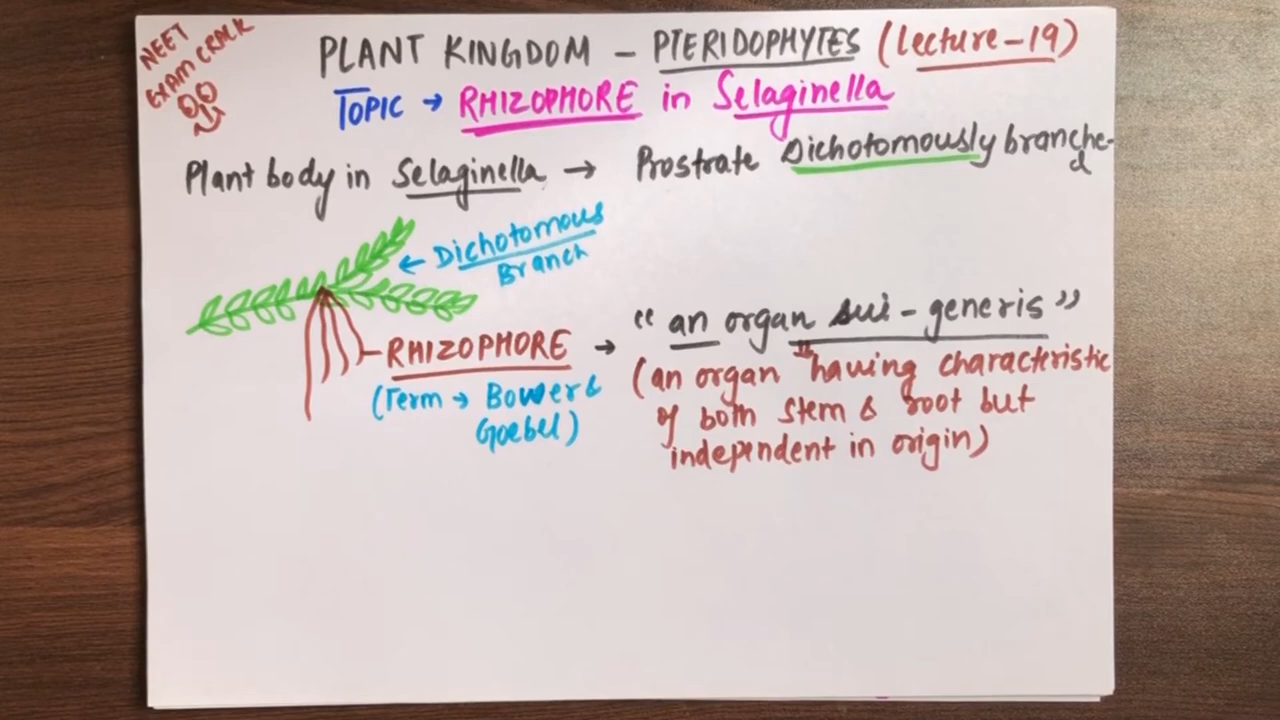 NEET
EXAM CRACK
PLANT KINGDOM – PTERIDOPHYTES (Lecture-19)
TOPIC → RHIZOPHORE in Selaginella
Plant body in Selaginella → Prostrate Dichotomously branche-
d
← Dichotomous
Branch
RHIZOPHORE → “an organ sui-generis”
(Term → Bower &
Goebel)
(an organ "having characteristic
of both stem & root but
independent in origin)